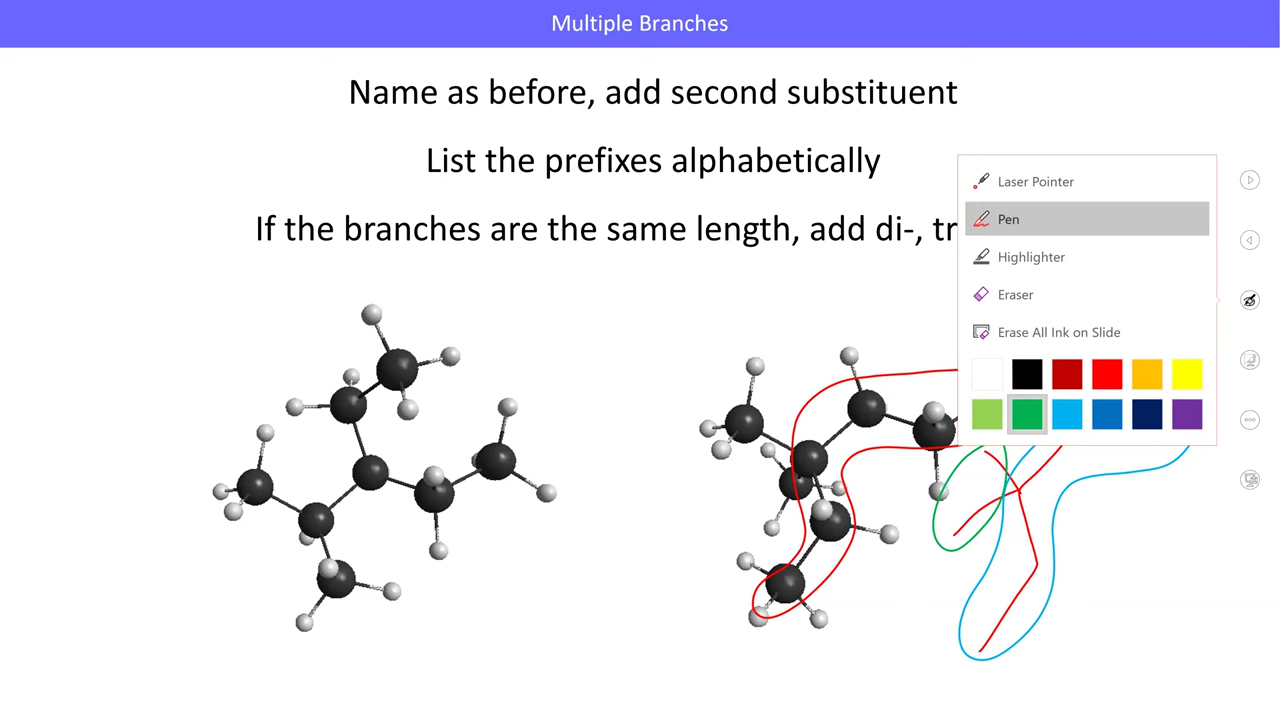 Multiple Branches
Name as before, add second substituent
List the prefixes alphabetically
If the branches are the same length, add di-, tr
Laser Pointer
Pen
Highlighter
Eraser
Erase All Ink on Slide